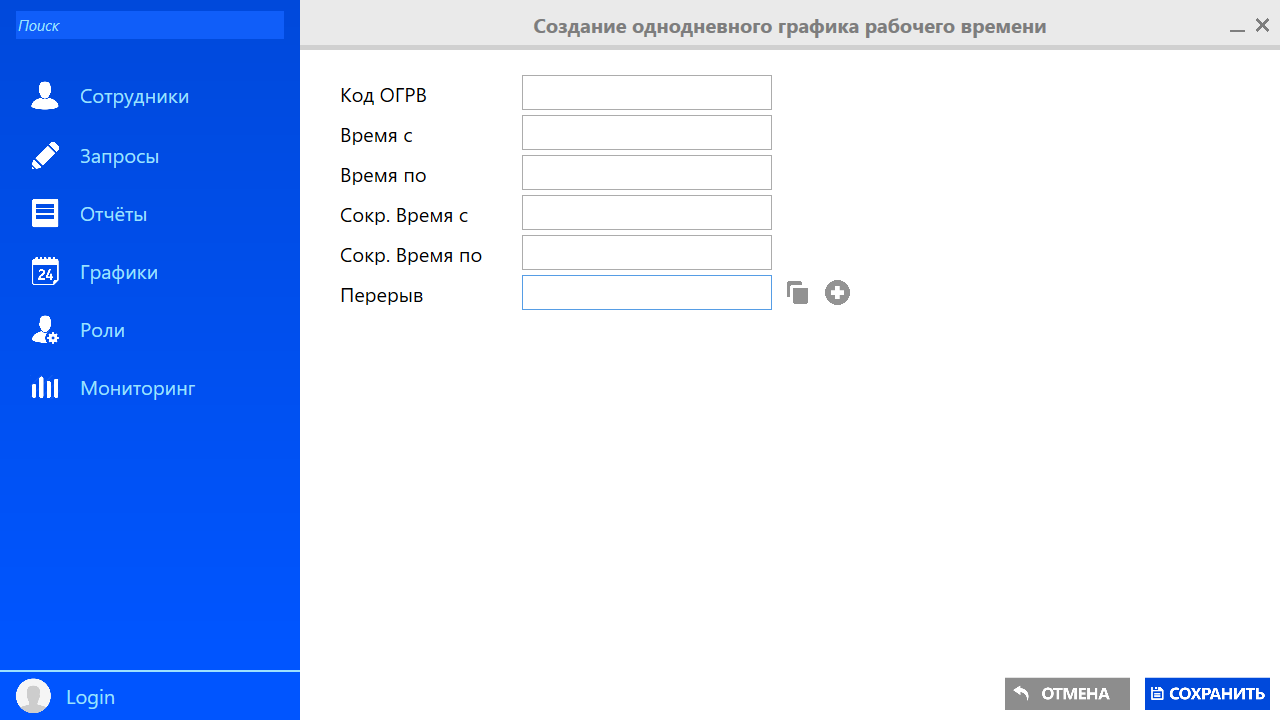 Поиск
Создание однодневного графика рабочего времени
Сотрудники
Запросы
Отчёты
24
Графики
Роли
Мониторинг
Login
Код ОГРВ
Время с
Время по
Сокр. Время с
Сокр. Время по
Перерыв
ОТМЕНА
СОХРАНИТЬ